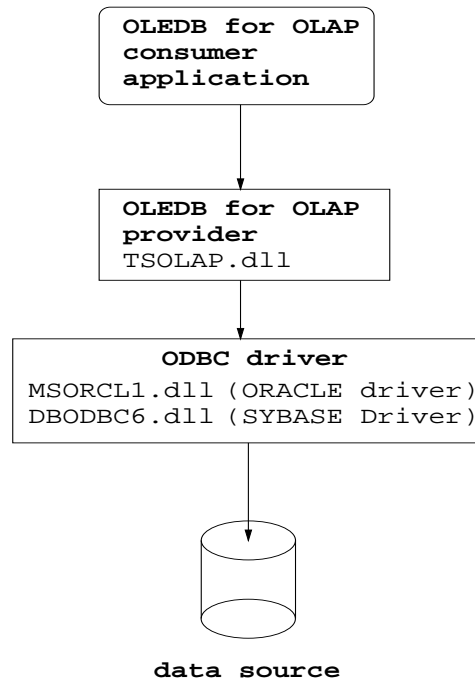 OLEDB for OLAP
consumer
application
OLEDB for OLAP
provider
TSOLAP.dll
ODBC driver
MSORCL1.dll (ORACLE driver)
DBODBC6.dll (SYBASE Driver)
data source